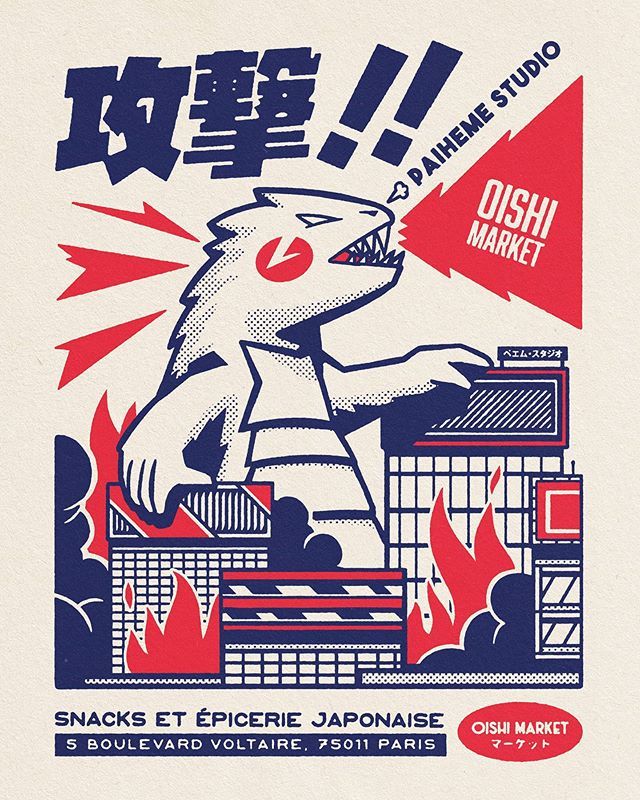 攻撃!!
PAIHEME STUDIO
OISHI
MARKET
ペエム・スタジオ
SNACKS ET ÉPICERIE JAPONAISE
5 BOULEVARD VOLTAIRE, 75011 PARIS
OISHI MARKET
マーケット